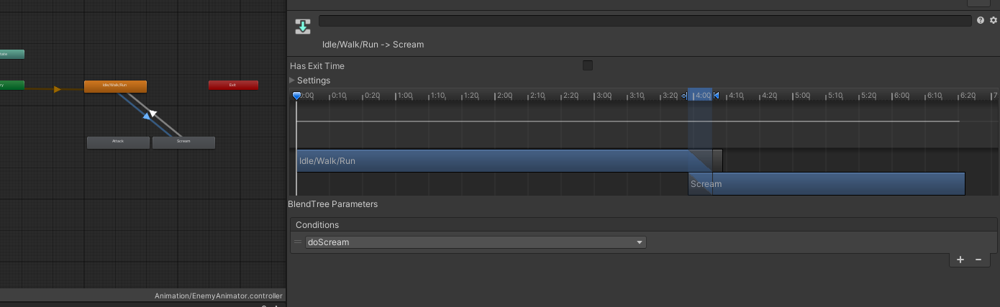 Idle/Walk/Run -> Scream
Has Exit Time
Settings
0:00 0:10 0:20 1:00 1:10 1:20 2:00 2:10 2:20 3:00 3:10 3:20 4:00 4:10 4:20 5:00 5:10 5:20 6:00 6:10 6:20 7
Idle/Walk/Run
Exit
Attack
Scream
Idle/Walk/Run
Scream
BlendTree Parameters
Conditions
doScream
Animation/EnemyAnimator.controller